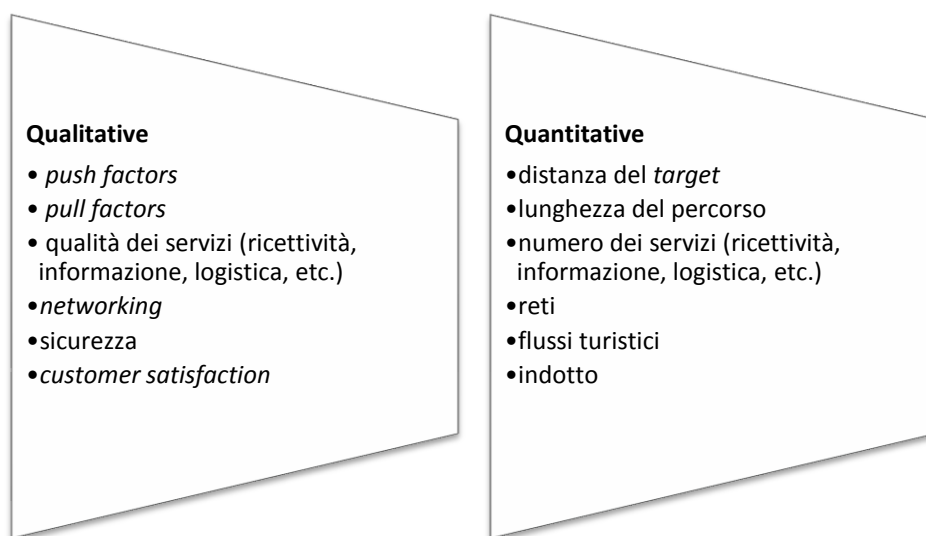 Qualitative
• push factors
• pull factors
• qualità dei servizi (ricettività,
informazione, logistica, etc.)
•networking
•sicurezza
•customer satisfaction
Quantitative
•distanza del target
•lunghezza del percorso
•numero dei servizi (ricettività,
informazione, logistica, etc.)
•reti
•flussi turistici
•indotto